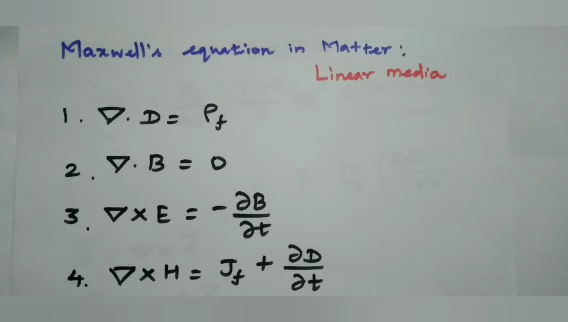 Maxwell's equation in Matter:
Linear media
1. ∇. D = ρf
2. ∇. B = 0
3. ∇ × E = - ∂B/∂t
4. ∇ × H = Jf + ∂D/∂t